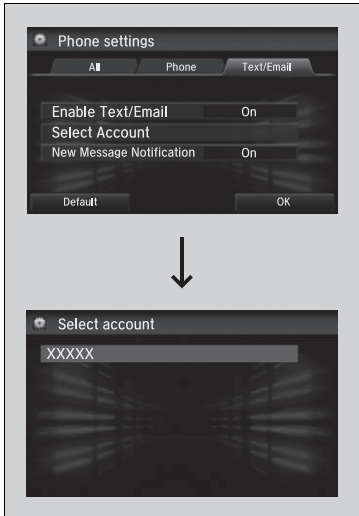 Phone settings
All Phone Text/Email
Enable Text/Email On
Select Account
New Message Notification On
Default OK
Select account
XXXXX